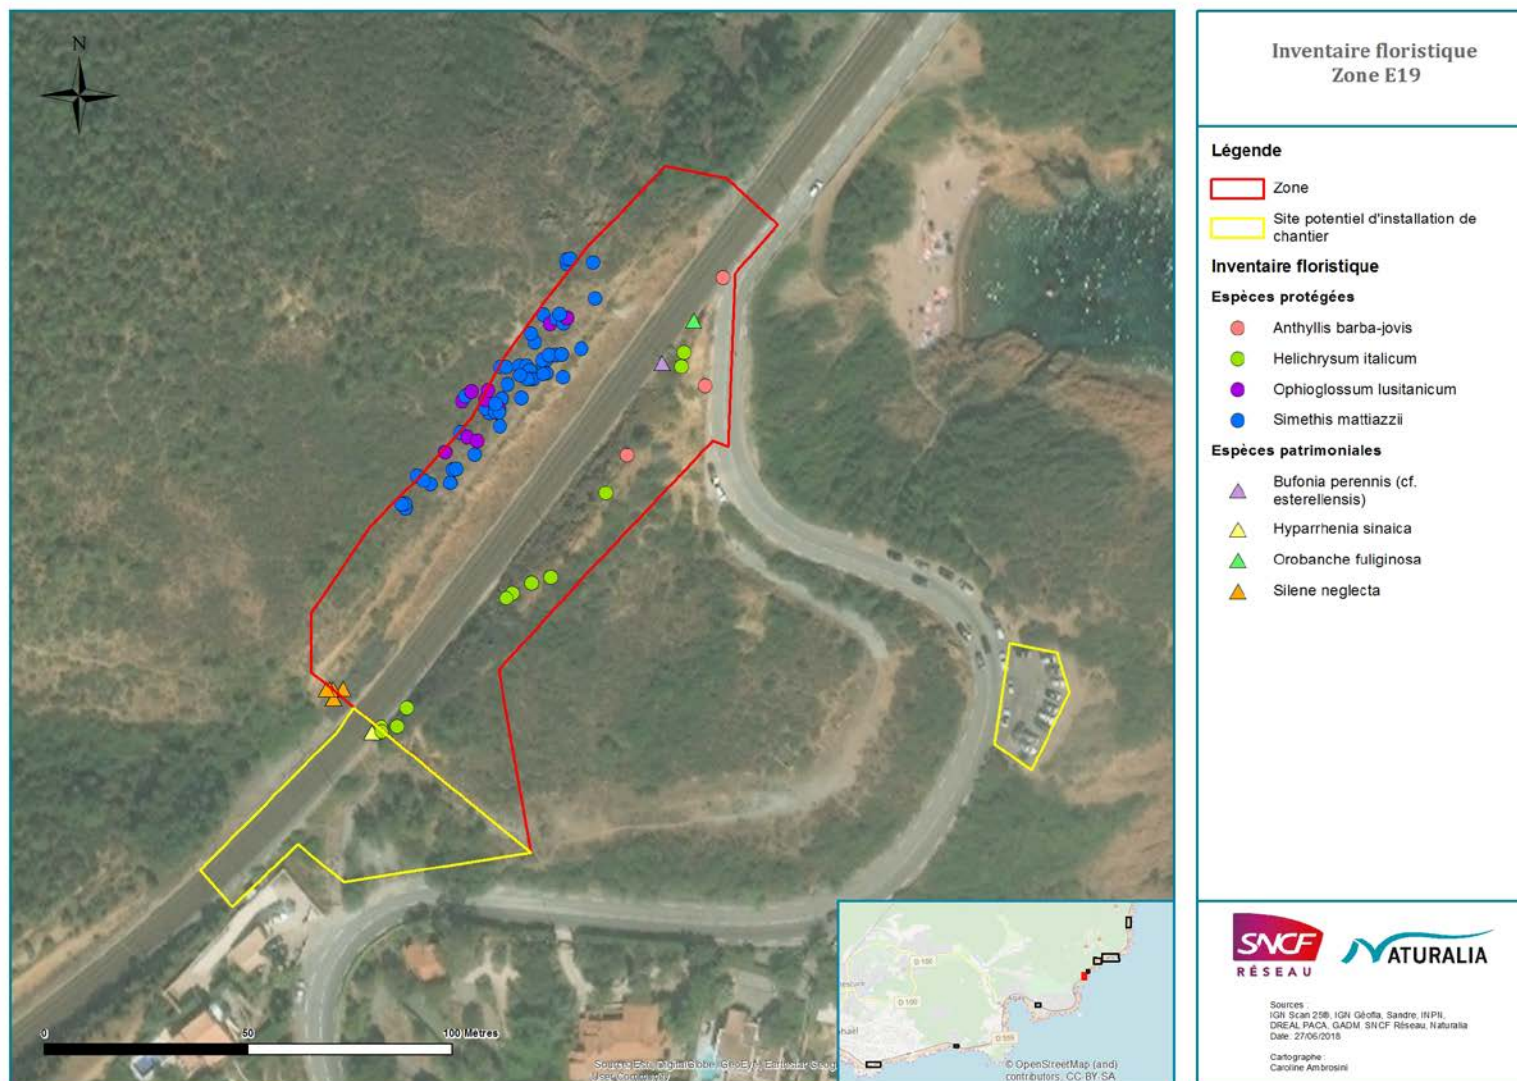 N
Inventaire floristique
Zone E19
Légende
Zone
Site potentiel d'installation de
chantier
Inventaire floristique
Espèces protégées
Anthyllis barba-jovis
Helichrysum italicum
Ophioglossum lusitanicum
Simethis mattiazzii
Espèces patrimoniales
Bufonia perennis (cf.
esterellensis)
Hyparrhenia sinaica
Orobanche fuliginosa
Silene neglecta
0 50 100 Mètres
D 100
D 100
D 559
© OpenStreetMap (and)
contributors, CC-BY-SA
SNCF
RÉSEAU
NATURALIA
Sources :
IGN Scan 25®, IGN Géofla, Sandre, INPN,
DREAL PACA, GADM, SNCF Réseau, Naturalia
Date: 27/06/2018
Cartographe :
Caroline Ambrosini